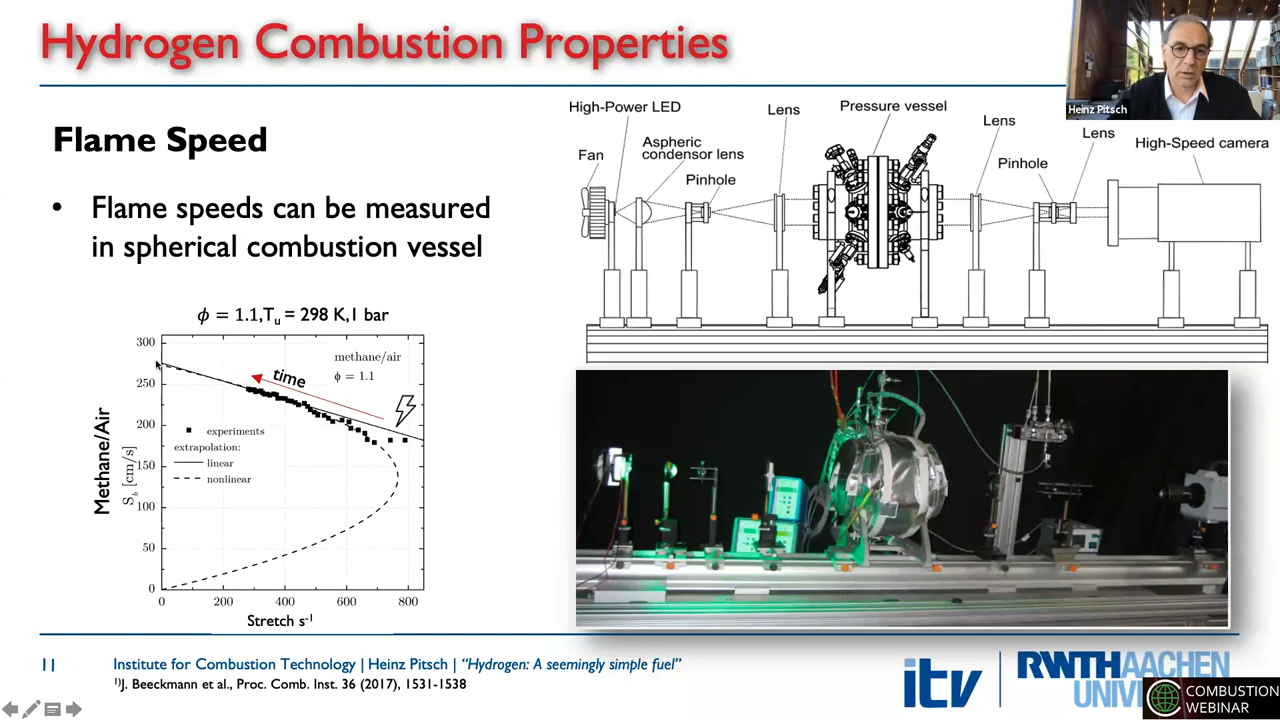 Hydrogen Combustion Properties
Heinz Pitsch
Flame Speed
• Flame speeds can be measured
in spherical combustion vessel
High-Power LED
Fan
Aspheric
condensor lens
Pinhole
Lens
Pressure vessel
Lens
Pinhole
Lens
High-Speed camera
ϕ = 1.1,Tu = 298 K,1 bar
Methane/Air
Sb [cm/s]
300
250
200
150
100
50
0
methane/air
ϕ = 1.1
time
experiments
extrapolation:
linear
nonlinear
0 200 400 600 800
Stretch s-1
11
Institute for Combustion Technology | Heinz Pitsch | “Hydrogen: A seemingly simple fuel”
1)J. Beeckmann et al., Proc. Comb. Inst. 36 (2017), 1531-1538
itv
RWTHAACHEN
UNIV
COMBUSTION
WEBINAR